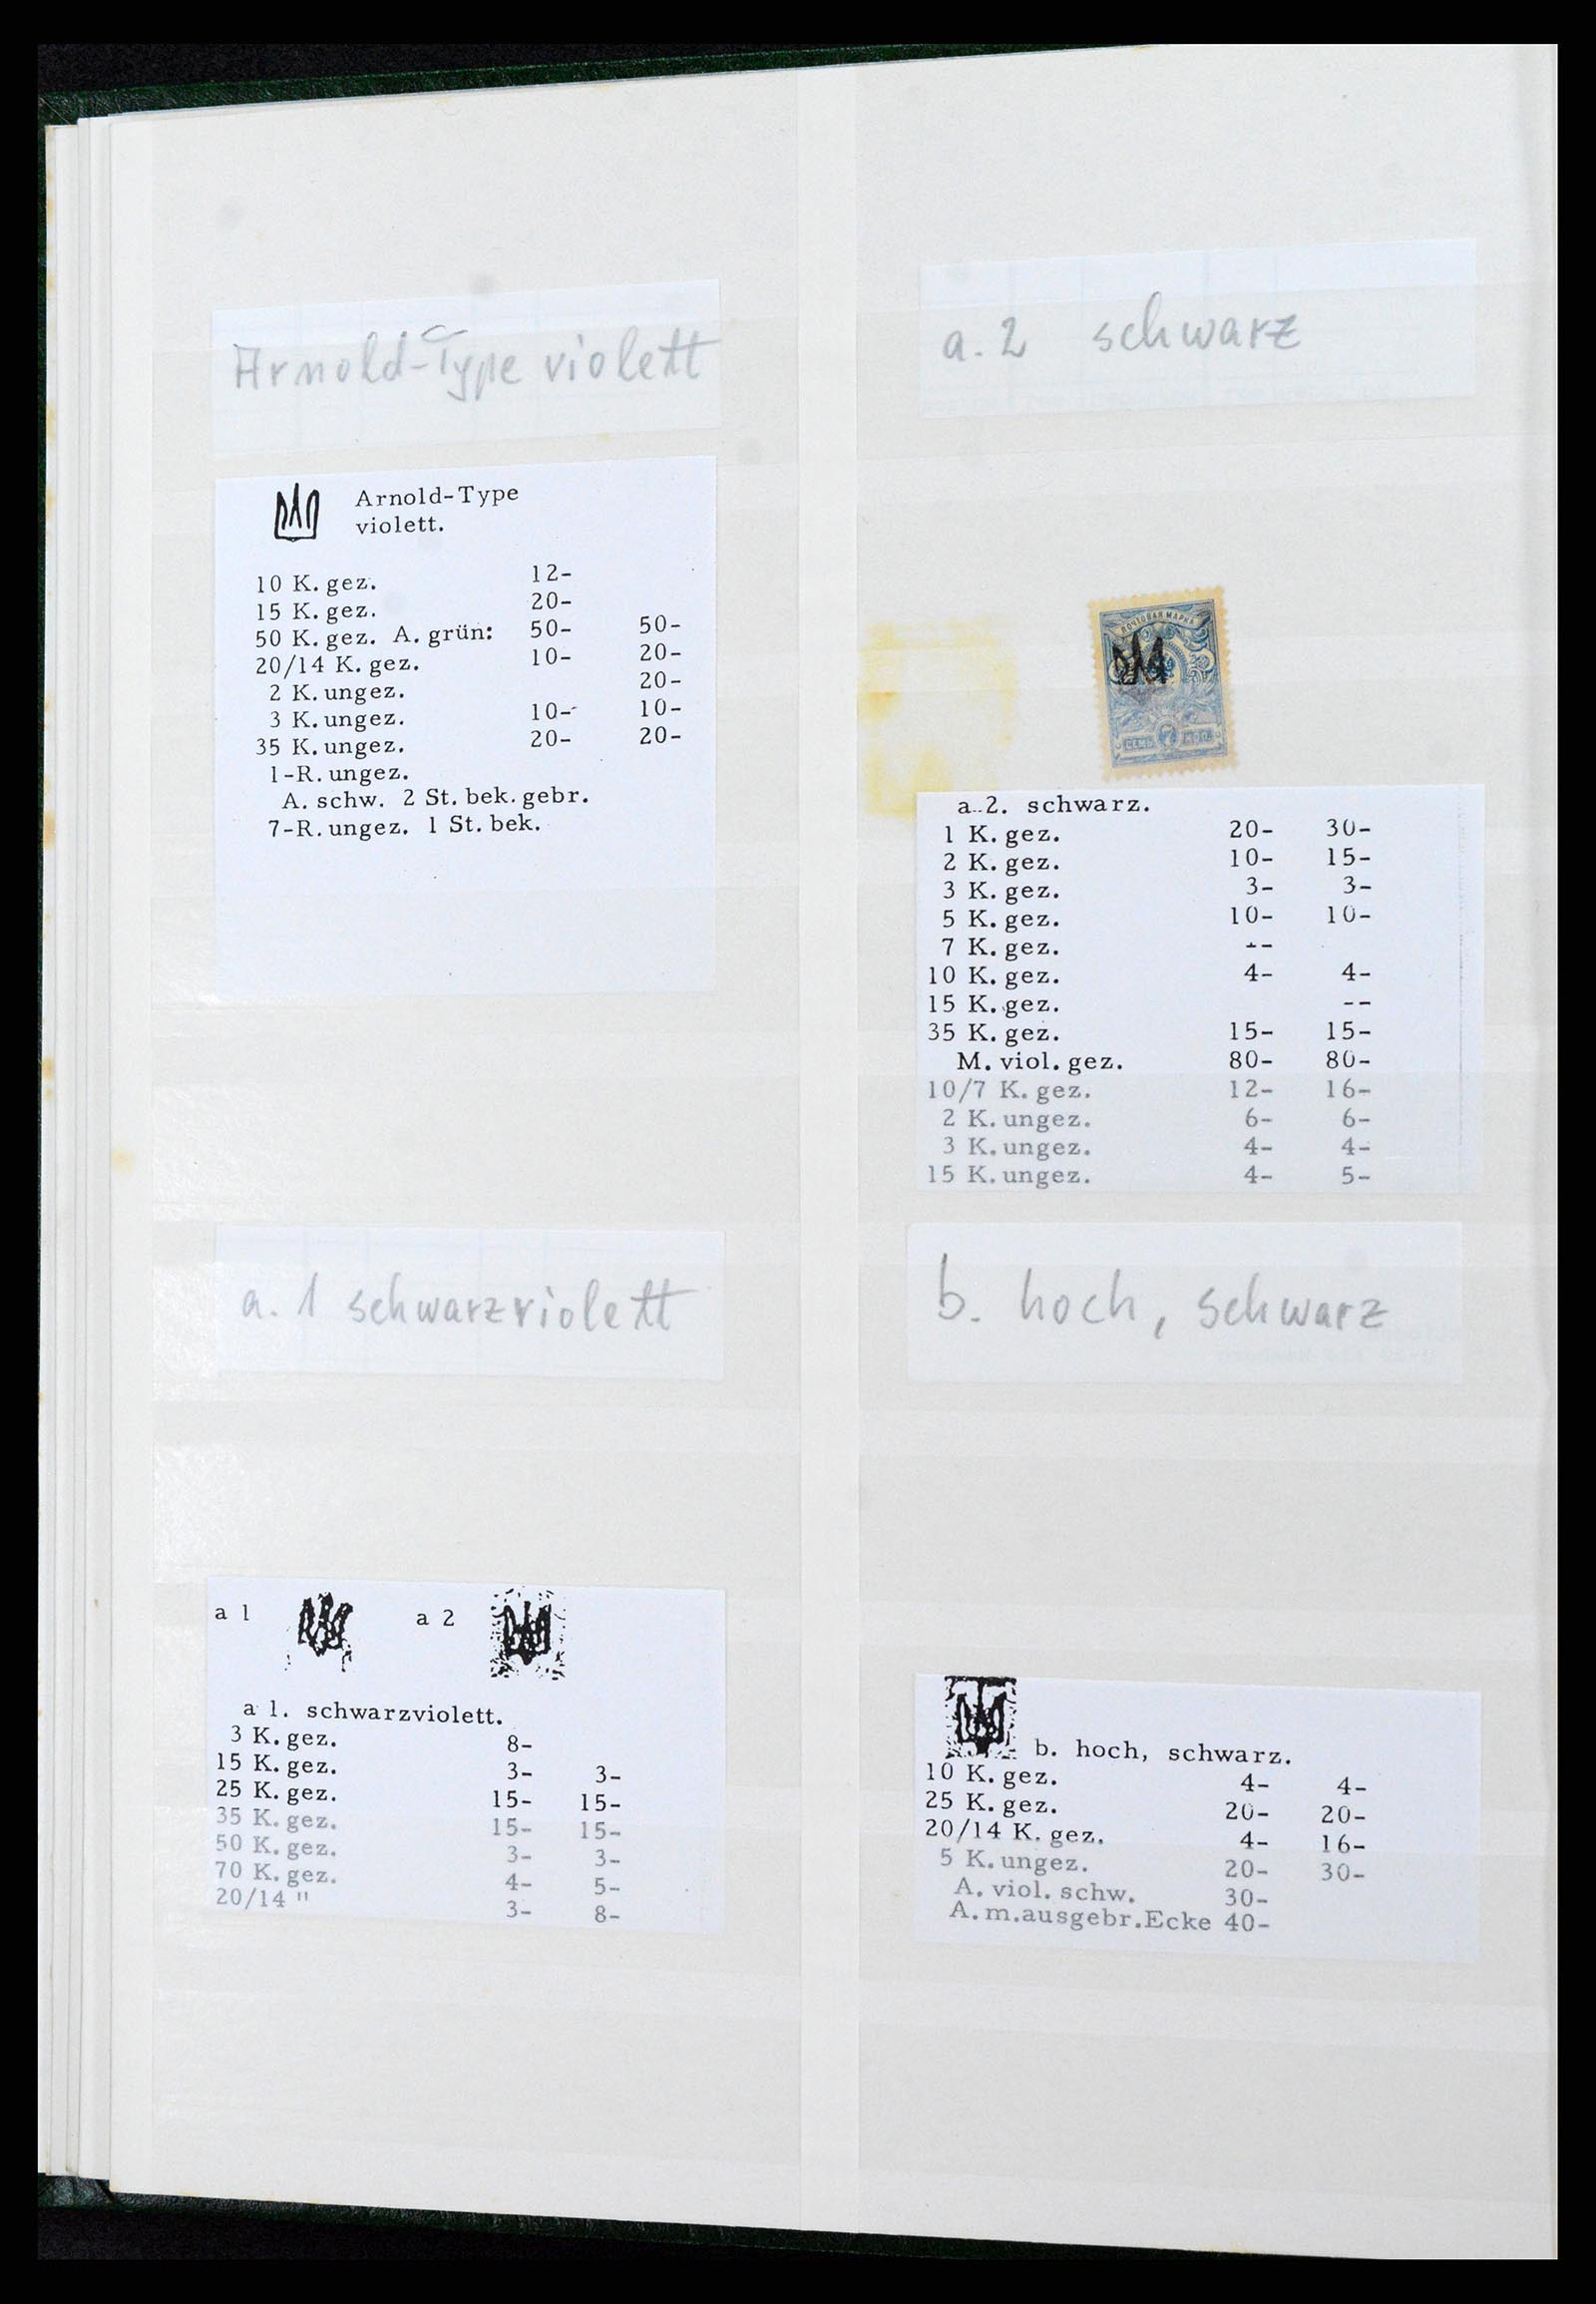 Arnold-Type violett
Arnold-Type
violett.
10 K. gez. 12-
15 K. gez. 20-
50 K. gez. A. grün: 50- 50-
20/14 K. gez. 10- 20-
2 K. ungez. 20-
3 K. ungez. 10- 10-
35 K. ungez. 20- 20-
1-R. ungez.
A. schw. 2 St. bek. gebr.
7-R. ungez. 1 St. bek.
a. 1 schwarzviolett
a 1 a 2
a 1. schwarzviolett.
3 K. gez. 8-
15 K. gez. 3- 3-
25 K. gez. 15- 15-
35 K. gez. 15- 15-
50 K. gez. 3- 3-
70 K. gez. 4- 5-
20/14 " 3- 8-
a. 2 schwarz
ПОЧТОВАЯ МАРКА
СЕМЬ 7 КОП.
a. 2. schwarz.
1 K. gez. 20- 30-
2 K. gez. 10- 15-
3 K. gez. 3- 3-
5 K. gez. 10- 10-
7 K. gez. --
10 K. gez. 4- 4-
15 K. gez. --
35 K. gez. 15- 15-
M. viol. gez. 80- 80-
10/7 K. gez. 12- 16-
2 K. ungez. 6- 6-
3 K. ungez. 4- 4-
15 K. ungez. 4- 5-
b. hoch, schwarz
b. hoch, schwarz.
10 K. gez. 4- 4-
25 K. gez. 20- 20-
20/14 K. gez. 4- 16-
5 K. ungez. 20- 30-
A. viol. schw. 30-
A. m. ausgebr. Ecke 40-